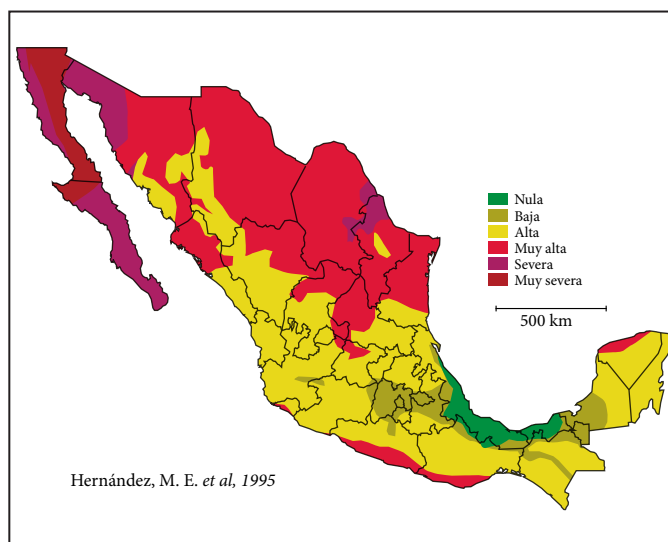 Nula
Baja
Alta
Muy alta
Severa
Muy severa
500 km
Hernández, M. E. et al, 1995